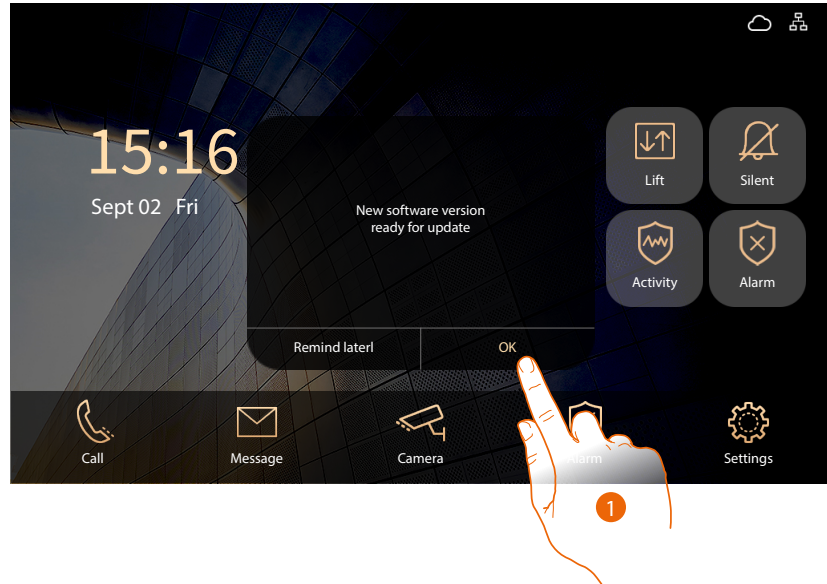 15:16
Sept 02 Fri
New software version
ready for update
Remind laterl
OK
Lift
Silent
Activity
Alarm
Call
Message
Camera
Alarm
Settings
1